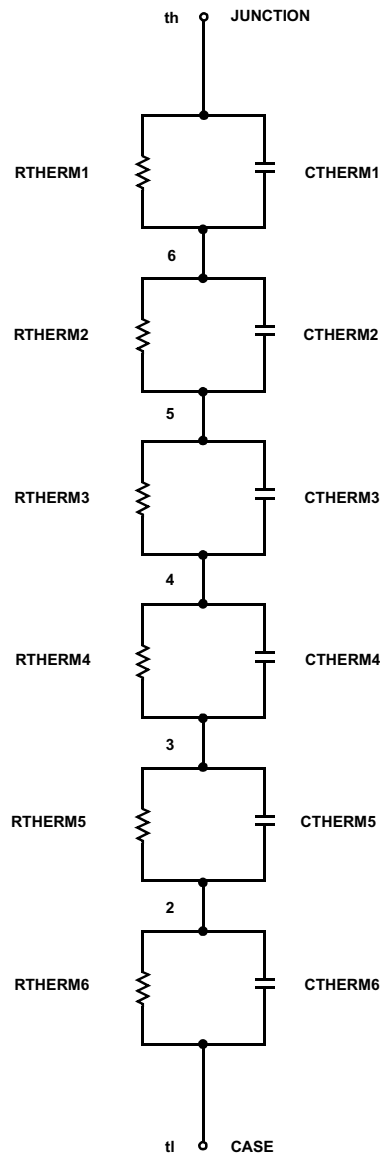 th JUNCTION
RTHERM1 CTHERM1
6
RTHERM2 CTHERM2
5
RTHERM3 CTHERM3
4
RTHERM4 CTHERM4
3
RTHERM5 CTHERM5
2
RTHERM6 CTHERM6
tl CASE